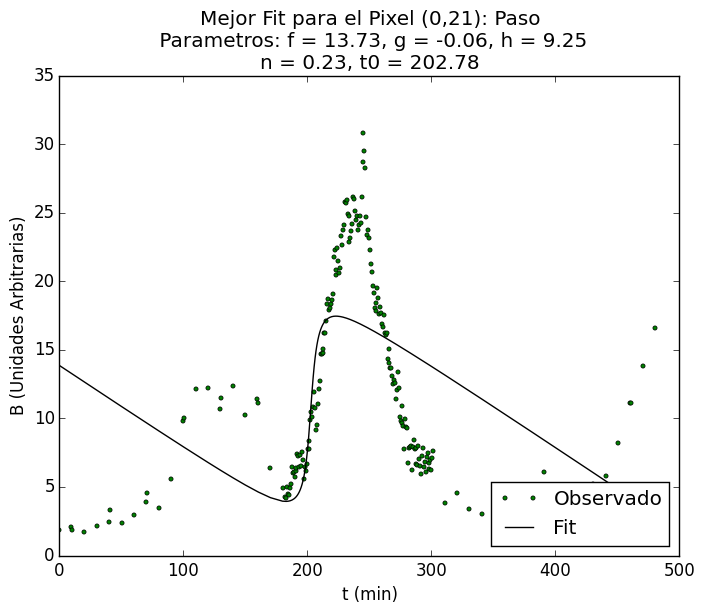 Mejor Fit para el Pixel (0,21): Paso
Parametros: f = 13.73, g = -0.06, h = 9.25
n = 0.23, t0 = 202.78
35
30
25
20
15
10
5
0
B (Unidades Arbitrarias)
Observado
Fit
0 100 200 300 400 500
t (min)